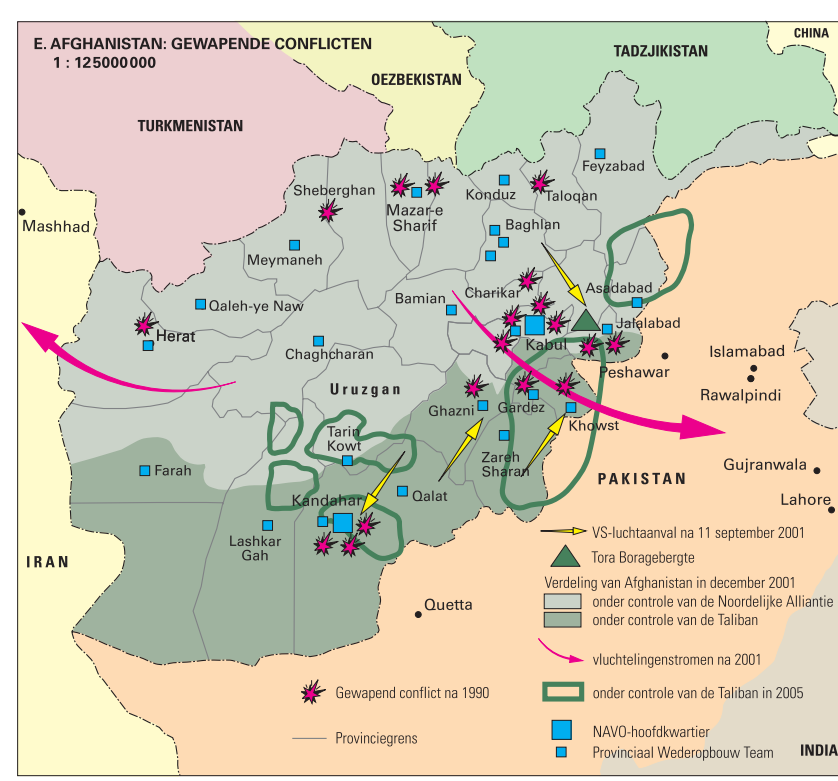 E. AFGHANISTAN: GEWAPENDE CONFLICTEN
1 : 125000000
CHINA
TADZJIKISTAN
OEZBEKISTAN
TURKMENISTAN
Feyzabad
Sheberghan
Konduz
Taloqan
Mazar-e
Sharif
Mashhad
Baghlan
Meymaneh
Asadabad
Charikar
Bamian
Qaleh-ye Naw
Jalalabad
Herat
Kabul
Chaghcharan
Islamabad
Peshawar
Uruzgan
Rawalpindi
Ghazni
Gardez
Khowst
Tarin
Kowt
Zareh
Sharan
Gujranwala
Farah
PAKISTAN
Qalat
Kandahar
Lahore
Lashkar
Gah
IRAN
VS-luchtaanval na 11 september 2001
Tora Boragebergte
Verdeling van Afghanistan in december 2001
onder controle van de Noordelijke Alliantie
onder controle van de Taliban
Quetta
vluchtelingenstromen na 2001
Gewapend conflict na 1990
onder controle van de Taliban in 2005
NAVO-hoofdkwartier
Provinciegrens
Provinciaal Wederopbouw Team
INDIA